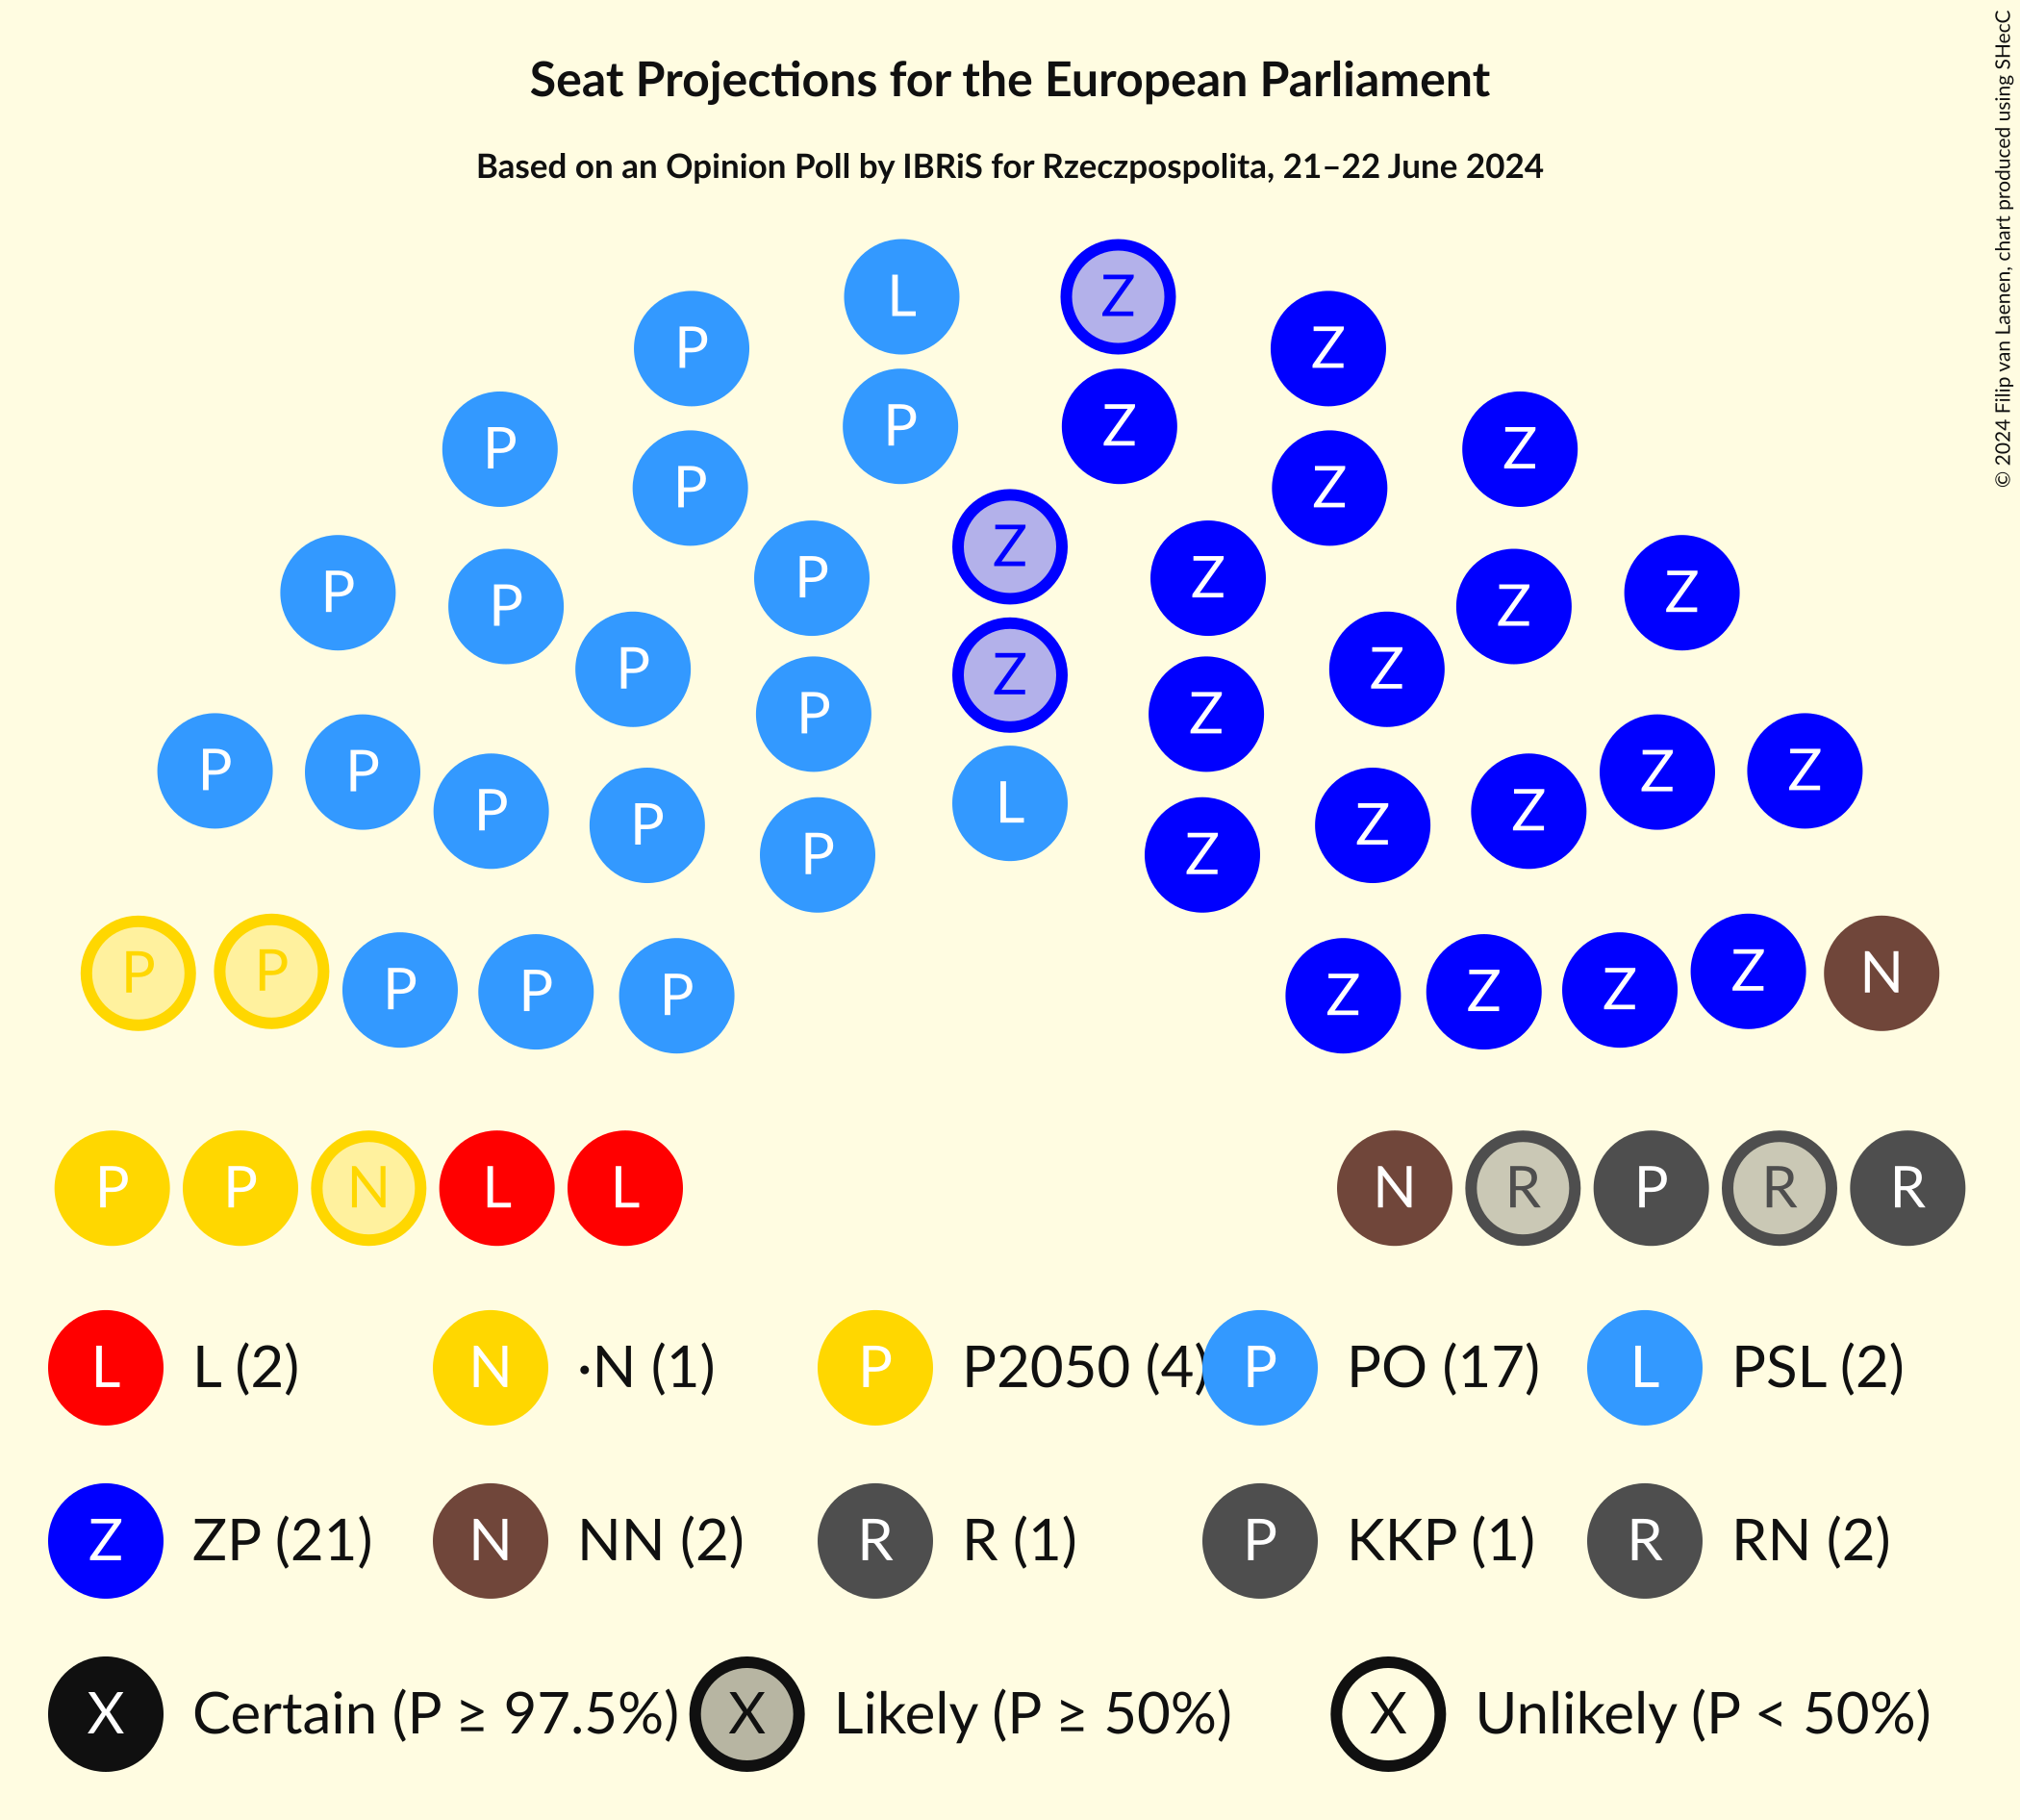 Seat Projections for the European Parliament
Based on an Opinion Poll by IBRiS for Rzeczpospolita, 21–22 June 2024
© 2024 Filip van Laenen, chart produced using SHecC
L Z
P Z
P Z
P Z
P Z
P Z
P Z Z
P Z
P Z P Z
P Z
P Z
P Z
P P Z Z
L
P P Z Z
P Z
P P P P P Z Z Z Z N
P P N L L N R P R R
L L (2) N ·N (1) P P2050 (4) P PO (17) L PSL (2)
Z ZP (21) N NN (2) R R (1) P KKP (1) R RN (2)
X Certain (P ≥ 97.5%) X Likely (P ≥ 50%) X Unlikely (P < 50%)